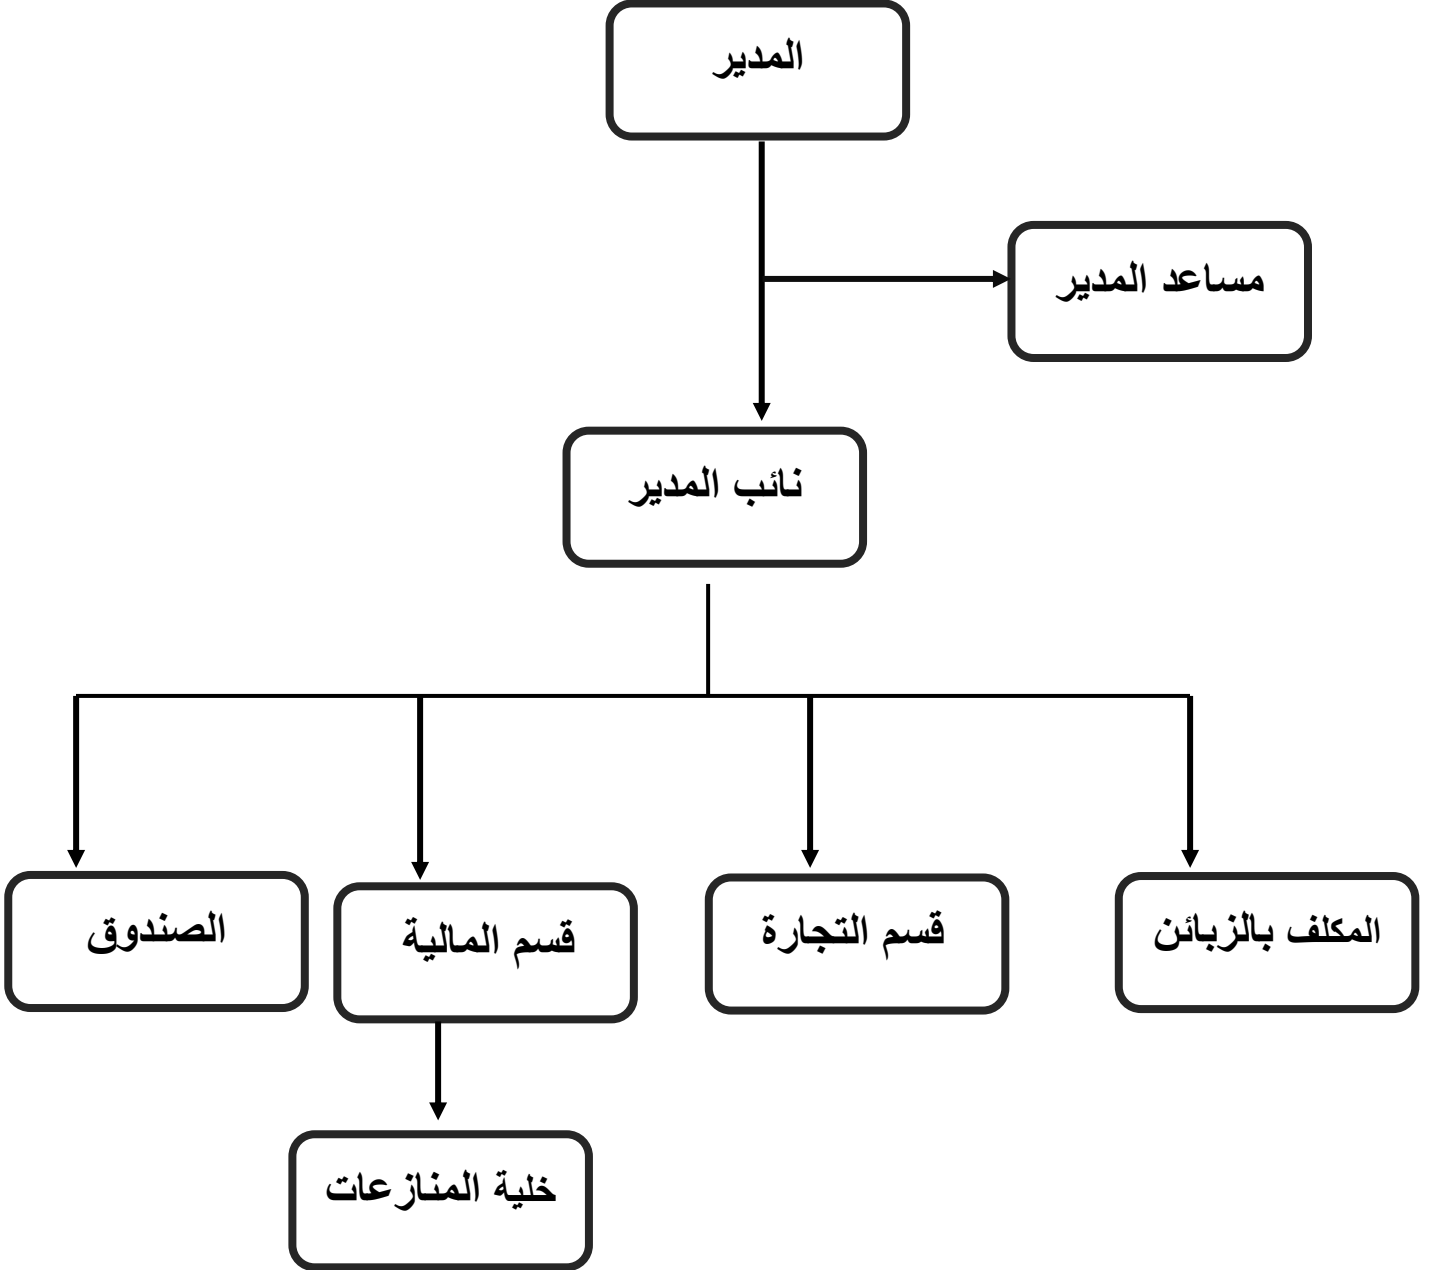 المدير
مساعد المدير
نائب المدير
المكلف بالزبائن
قسم التجارة
قسم المالية
الصندوق
خلية المنازعات